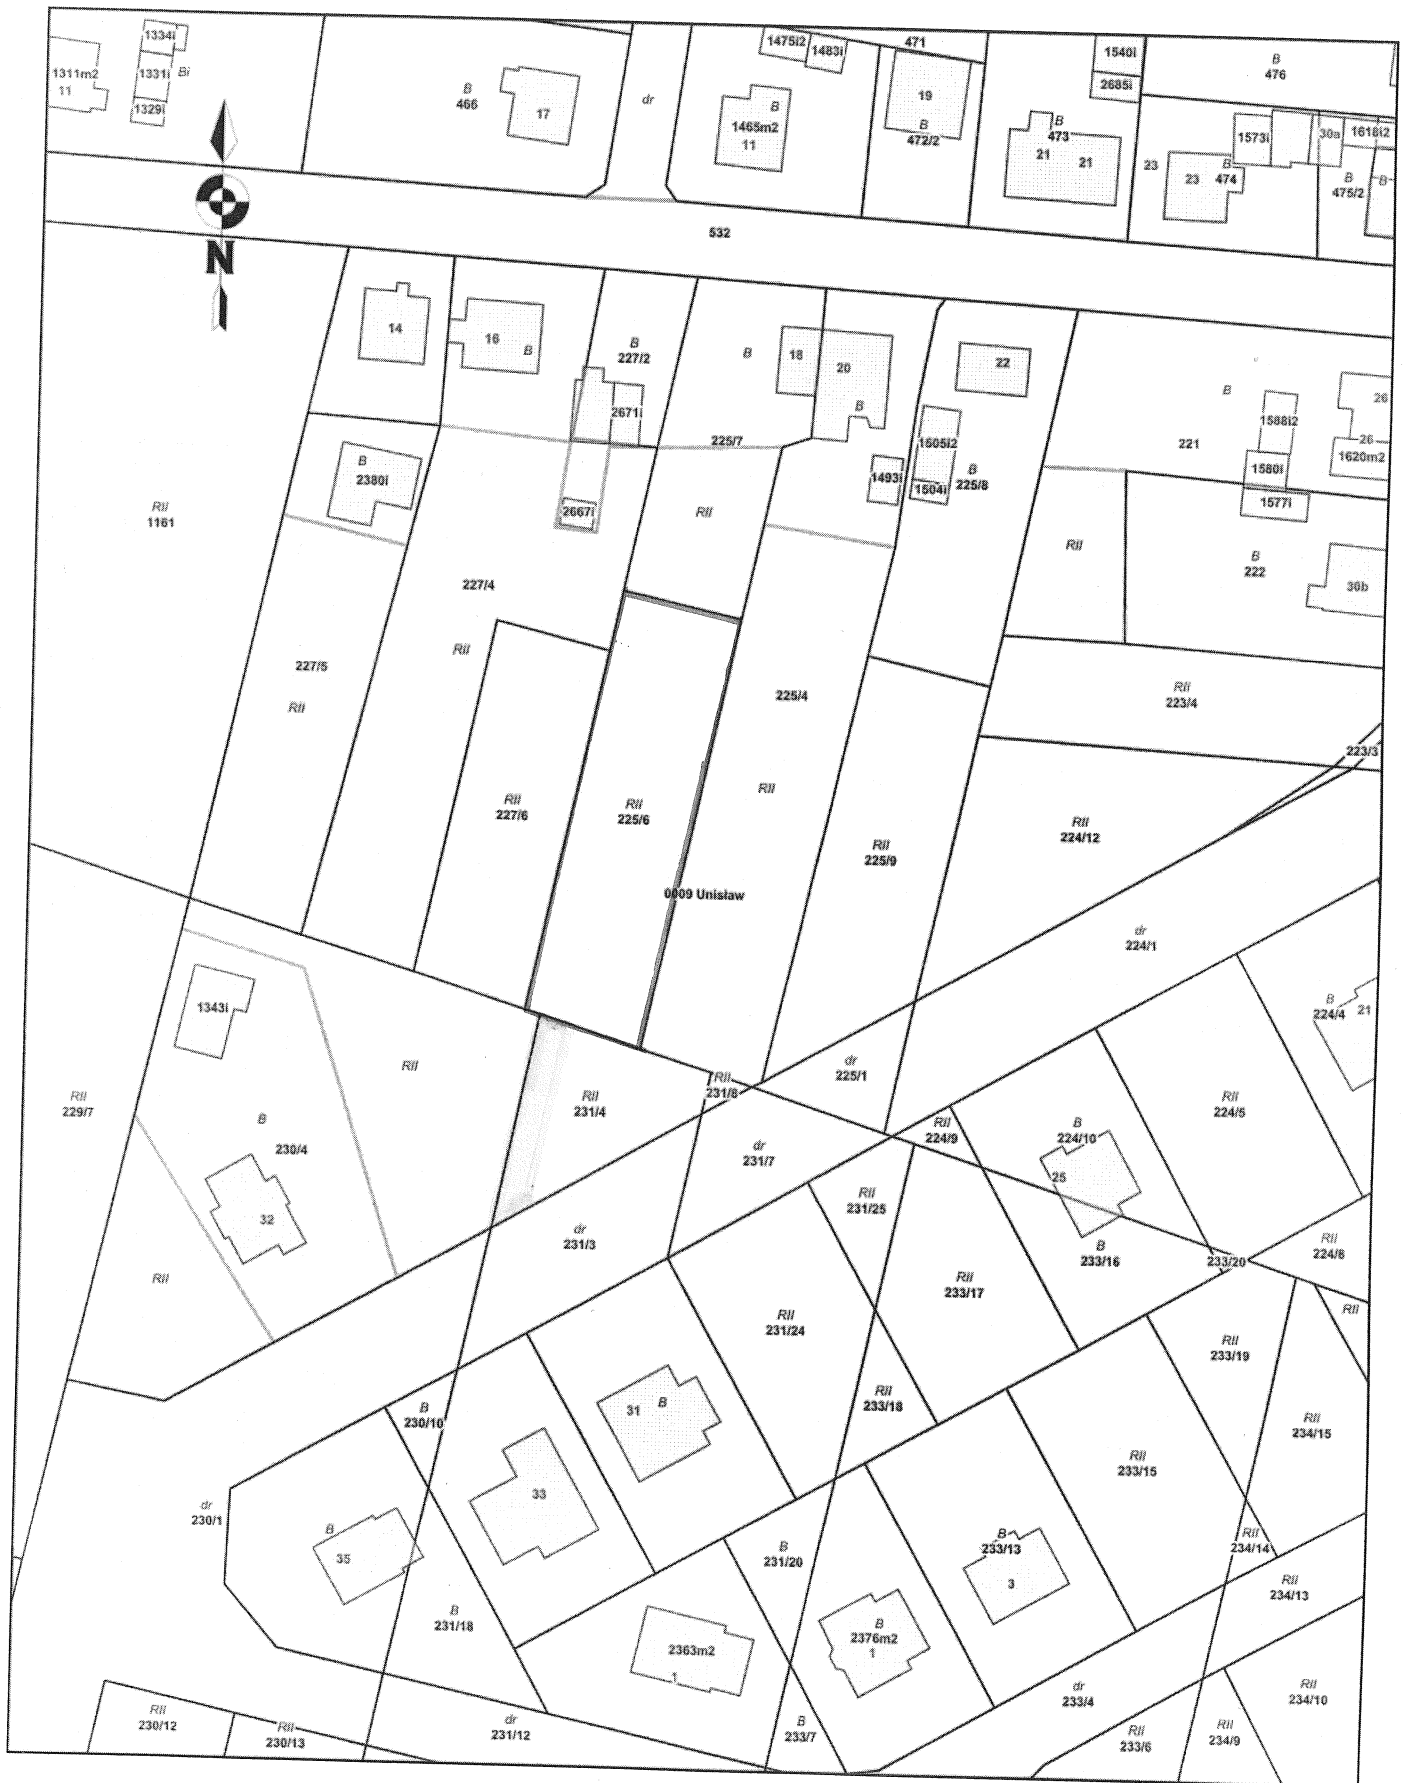 1334i
1331i
Bi
1329i
1311m2
11
B
466
17
dr
1475i2
1483i
471
B
1465m2
11
19
B
472/2
1540i
2685i
B
473
21
21
B
476
1573i
30a
1618i2
23
23
B
474
B
475/2
B
N
532
14
16
B
B
227/2
2671i
B
18
20
B
22
B
26
1588i2
26
1620m2
221
225/7
1505i2
1493i
1504i
B
225/8
1580i
1577i
B
2380i
RII
1161
2667i
RII
RII
B
222
30b
227/4
RII
227/5
RII
225/4
RII
RII
223/4
223/3
RII
227/6
RII
225/6
RII
225/9
RII
224/12
0009 Unisław
dr
224/1
1343i
B
224/4
21
RII
RII
229/7
RII
231/4
RII
231/8
dr
225/1
RII
224/5
B
230/4
32
dr
231/7
RII
224/9
B
224/10
25
RII
231/25
dr
231/3
B
233/16
233/20
RII
224/8
RII
RII
233/17
RII
RII
231/24
RII
233/19
31
B
RII
233/18
B
230/10
RII
234/15
RII
233/15
33
dr
230/1
B
35
B
231/20
B
233/13
3
RII
234/14
RII
234/13
B
231/18
2363m2
1
B
2376m2
1
dr
233/4
RII
234/10
RII
230/12
RII
230/13
dr
231/12
B
233/7
RII
233/6
RII
234/9